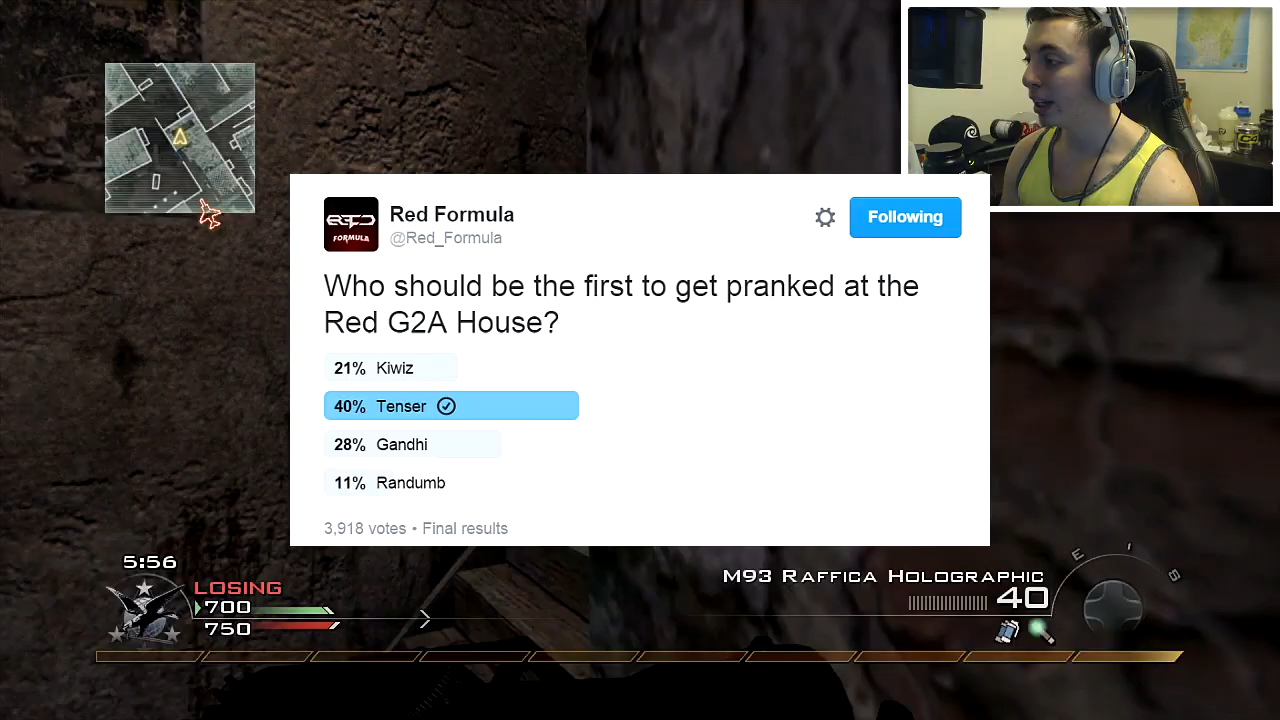 Red Formula
@Red_Formula
Following
FORMULA
Who should be the first to get pranked at the
Red G2A House?
21% Kiwiz
40% Tenser
28% Gandhi
11% Randumb
3,918 votes • Final results
5:56
LOSING
700
750
M93 Raffica Holographic
40
E
S